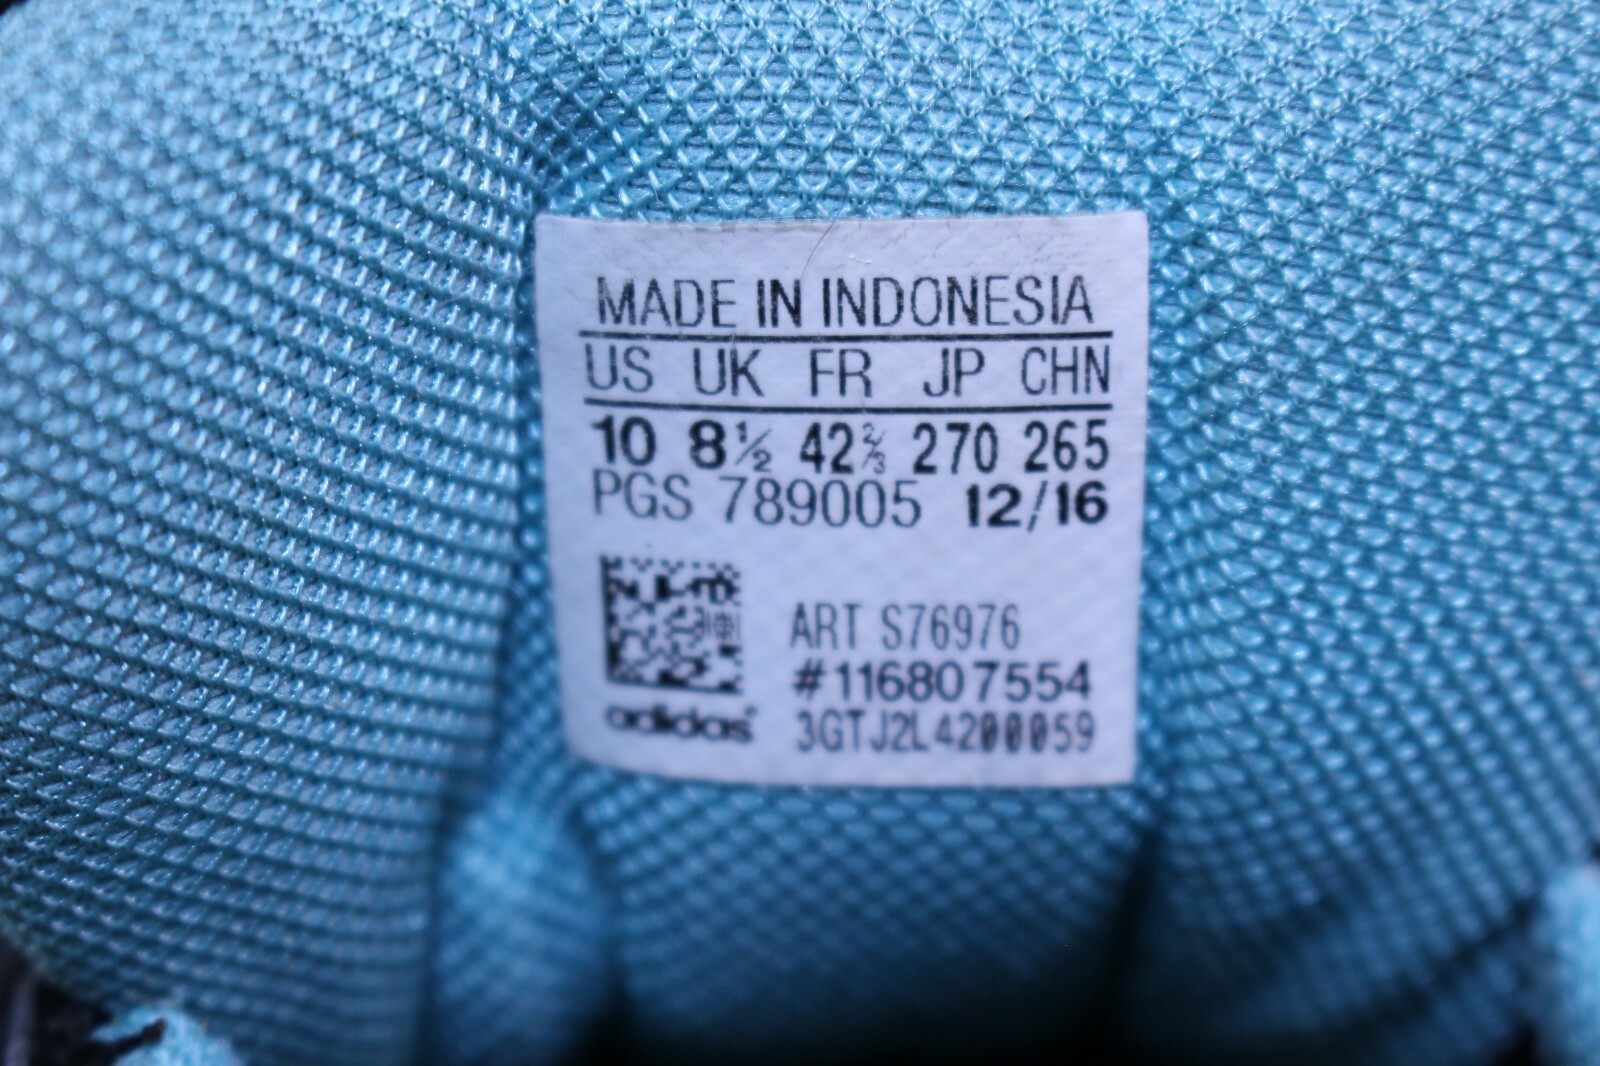 MADE IN INDONESIA
US UK FR JP CHN
10 8½ 42⅔ 270 265
PGS 789005 12/16
ART S76976
#116807554
adidas
3GTJ2L4200059